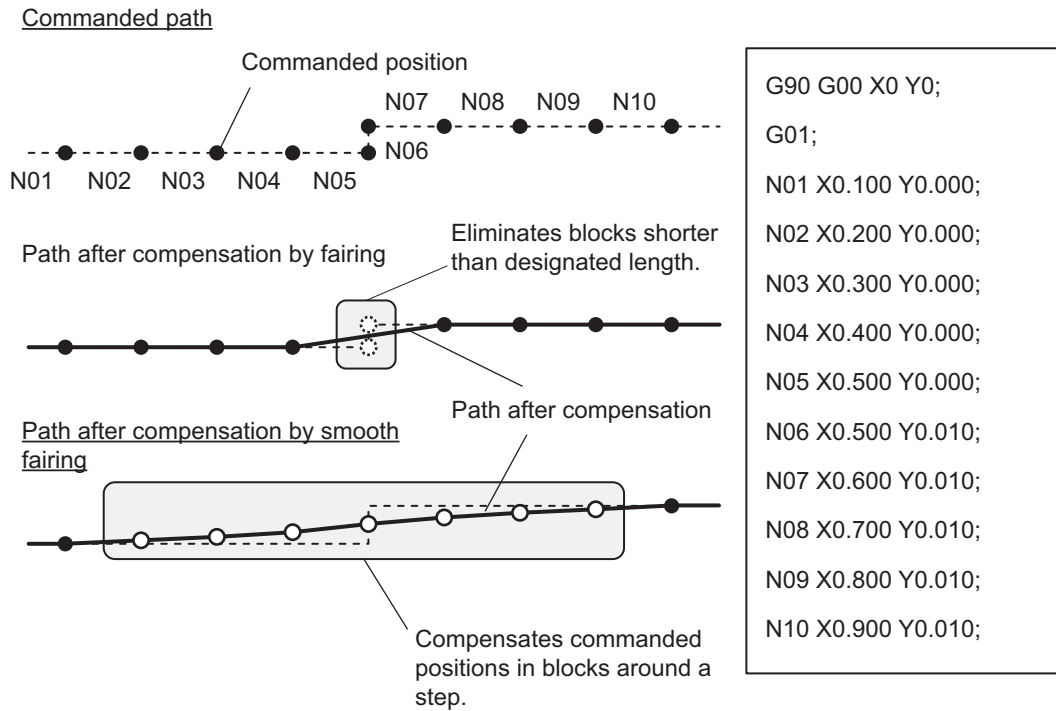 Commanded path
Commanded position
N07 N08 N09 N10
N06
N01 N02 N03 N04 N05
Path after compensation by fairing
Eliminates blocks shorter
than designated length.
Path after compensation
Path after compensation by smooth
fairing
Compensates commanded
positions in blocks around a
step.
G90 G00 X0 Y0;
G01;
N01 X0.100 Y0.000;
N02 X0.200 Y0.000;
N03 X0.300 Y0.000;
N04 X0.400 Y0.000;
N05 X0.500 Y0.000;
N06 X0.500 Y0.010;
N07 X0.600 Y0.010;
N08 X0.700 Y0.010;
N09 X0.800 Y0.010;
N10 X0.900 Y0.010;